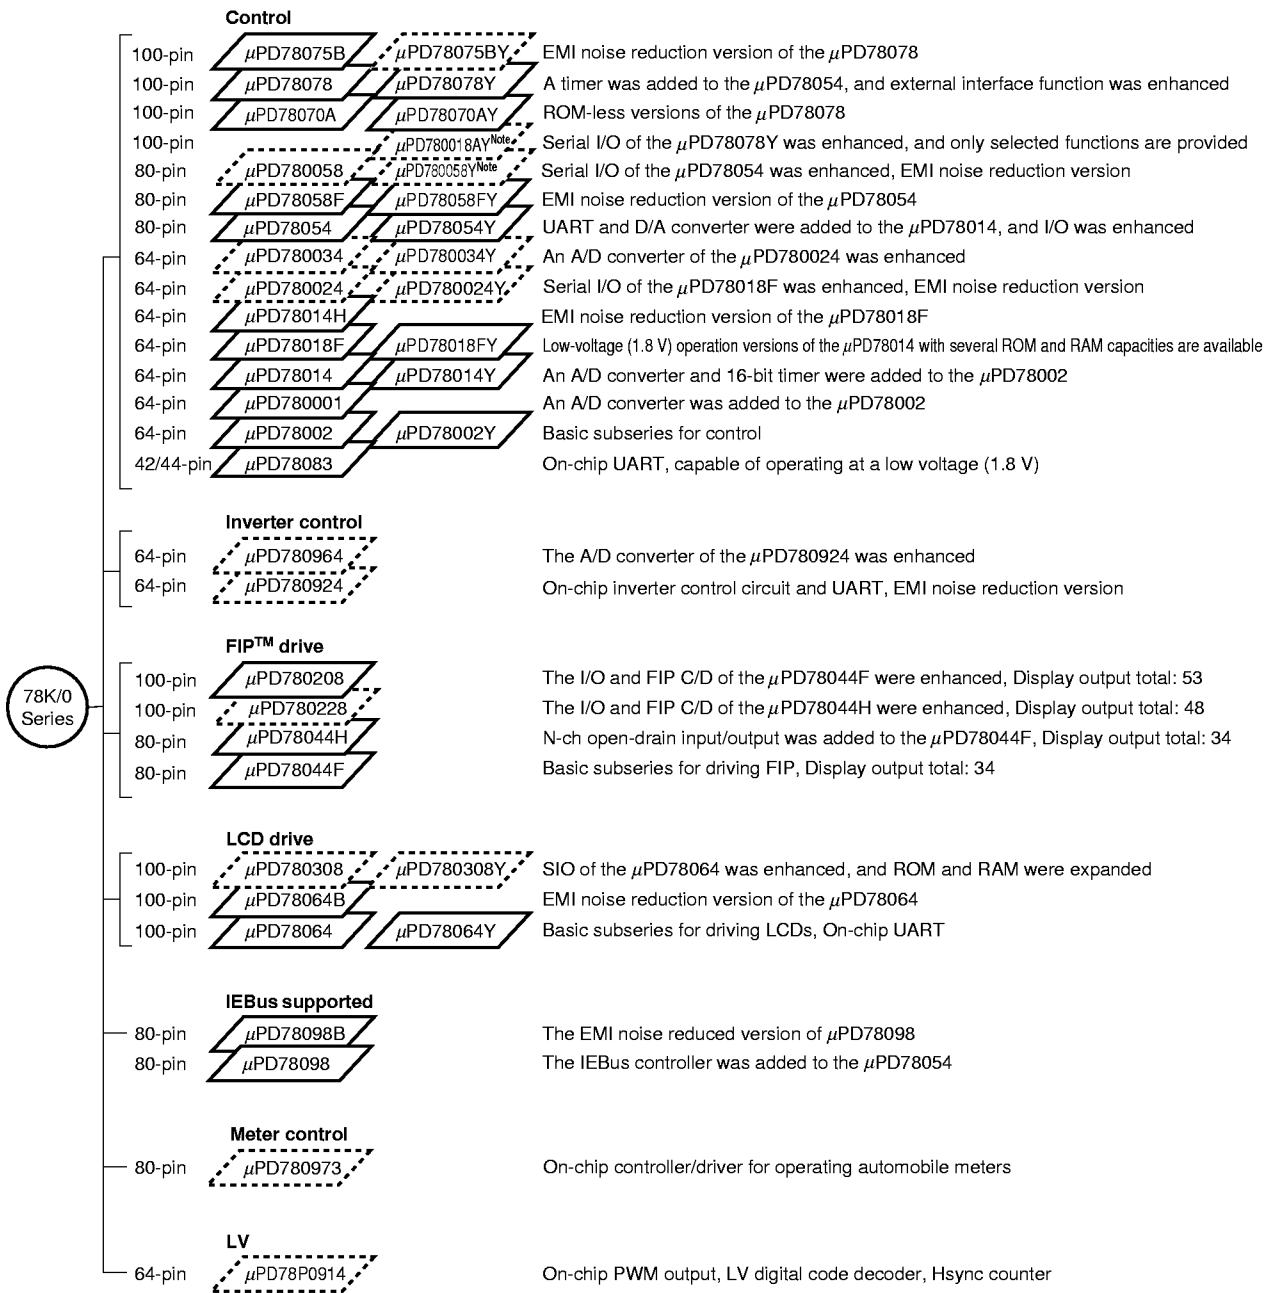 Control
100-pin μPD78075B μPD78075BY EMI noise reduction version of the μPD78078
100-pin μPD78078 μPD78078Y A timer was added to the μPD78054, and external interface function was enhanced
100-pin μPD78070A μPD78070AY ROM-less versions of the μPD78078
100-pin μPD780018AY Note Serial I/O of the μPD78078Y was enhanced, and only selected functions are provided
80-pin μPD780058 μPD780058Y Note Serial I/O of the μPD78054 was enhanced, EMI noise reduction version
80-pin μPD78058F μPD78058FY EMI noise reduction version of the μPD78054
80-pin μPD78054 μPD78054Y UART and D/A converter were added to the μPD78014, and I/O was enhanced
64-pin μPD780034 μPD780034Y An A/D converter of the μPD780024 was enhanced
64-pin μPD780024 μPD780024Y Serial I/O of the μPD78018F was enhanced, EMI noise reduction version
64-pin μPD78014H EMI noise reduction version of the μPD78018F
64-pin μPD78018F μPD78018FY Low-voltage (1.8 V) operation versions of the μPD78014 with several ROM and RAM capacities are available
64-pin μPD78014 μPD78014Y An A/D converter and 16-bit timer were added to the μPD78002
64-pin μPD780001 An A/D converter was added to the μPD78002
64-pin μPD78002 μPD78002Y Basic subseries for control
42/44-pin μPD78083 On-chip UART, capable of operating at a low voltage (1.8 V)
Inverter control
64-pin μPD780964 The A/D converter of the μPD780924 was enhanced
64-pin μPD780924 On-chip inverter control circuit and UART, EMI noise reduction version
78K/0
Series
FIP™ drive
100-pin μPD780208 The I/O and FIP C/D of the μPD78044F were enhanced, Display output total: 53
100-pin μPD780228 The I/O and FIP C/D of the μPD78044H were enhanced, Display output total: 48
80-pin μPD78044H N-ch open-drain input/output was added to the μPD78044F, Display output total: 34
80-pin μPD78044F Basic subseries for driving FIP, Display output total: 34
LCD drive
100-pin μPD780308 μPD780308Y SIO of the μPD78064 was enhanced, and ROM and RAM were expanded
100-pin μPD78064B EMI noise reduction version of the μPD78064
100-pin μPD78064 μPD78064Y Basic subseries for driving LCDs, On-chip UART
IEBus supported
80-pin μPD78098B The EMI noise reduced version of μPD78098
80-pin μPD78098 The IEBus controller was added to the μPD78054
Meter control
80-pin μPD780973 On-chip controller/driver for operating automobile meters
LV
64-pin μPD78P0914 On-chip PWM output, LV digital code decoder, Hsync counter